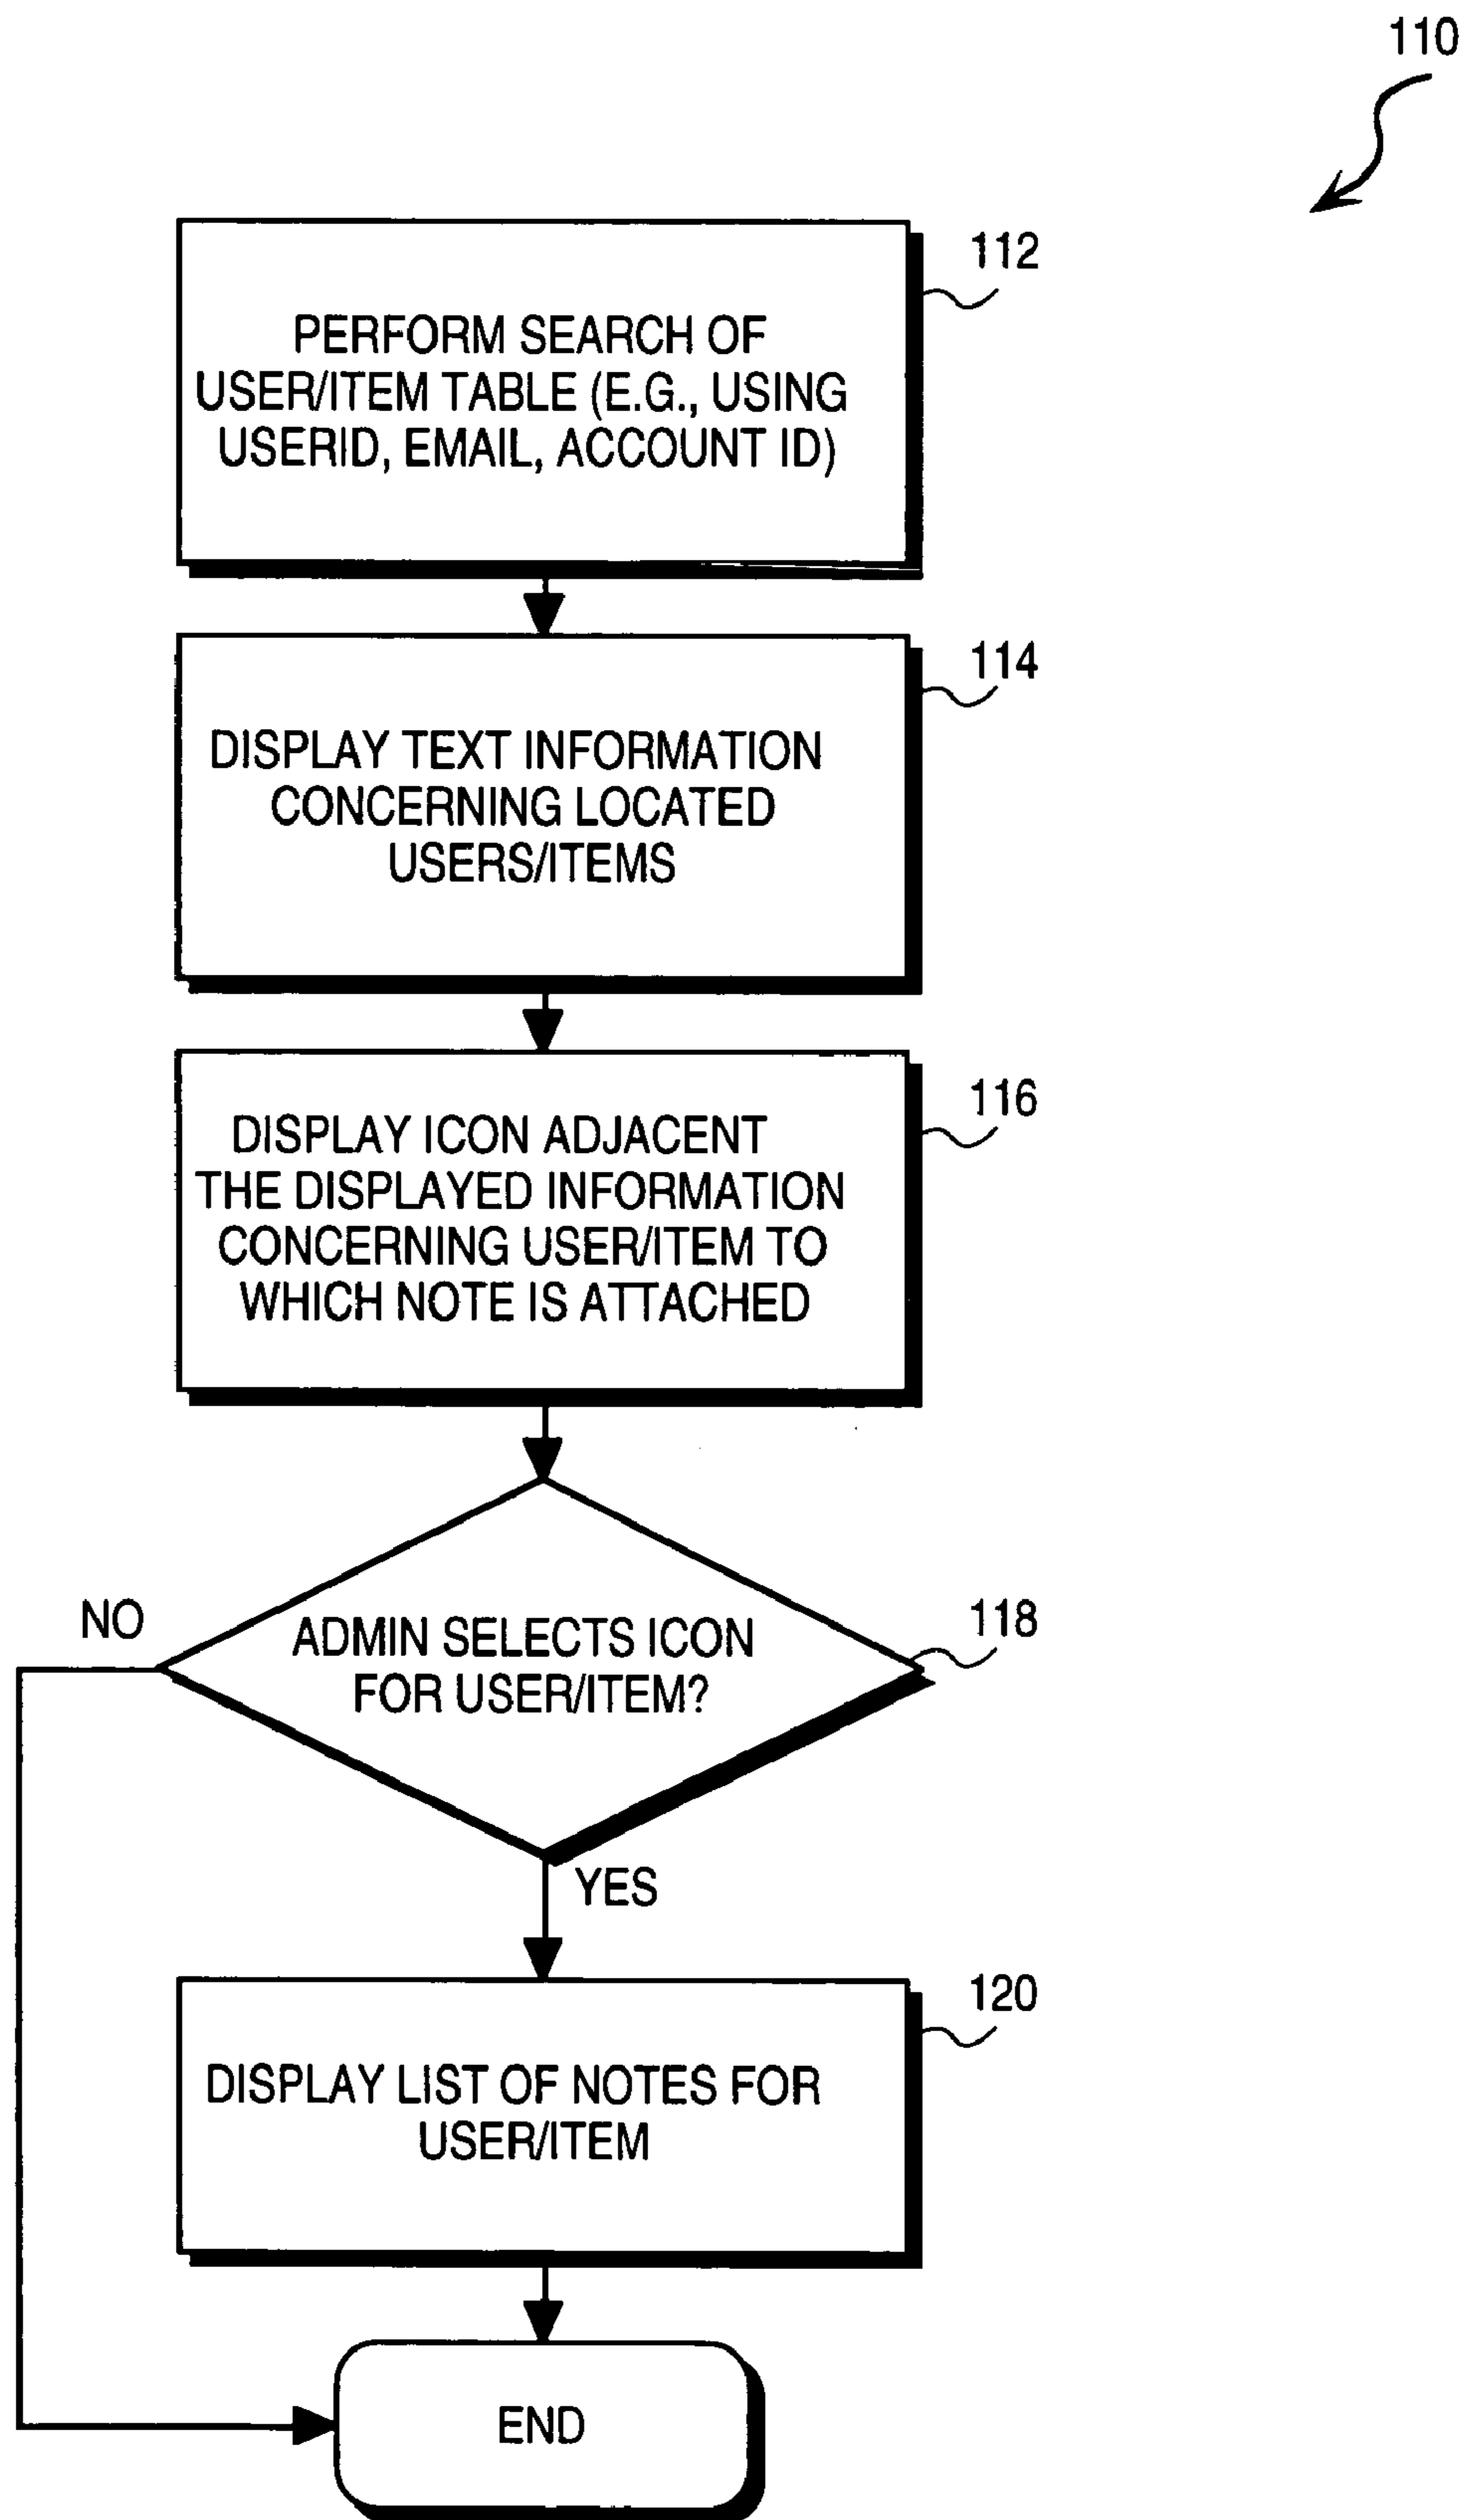 110
112
PERFORM SEARCH OF
USER/ITEM TABLE (E.G., USING
USERID, EMAIL, ACCOUNT ID)
114
DISPLAY TEXT INFORMATION
CONCERNING LOCATED
USERS/ITEMS
116
DISPLAY ICON ADJACENT
THE DISPLAYED INFORMATION
CONCERNING USER/ITEM TO
WHICH NOTE IS ATTACHED
118
NO
ADMIN SELECTS ICON
FOR USER/ITEM?
YES
120
DISPLAY LIST OF NOTES FOR
USER/ITEM
END